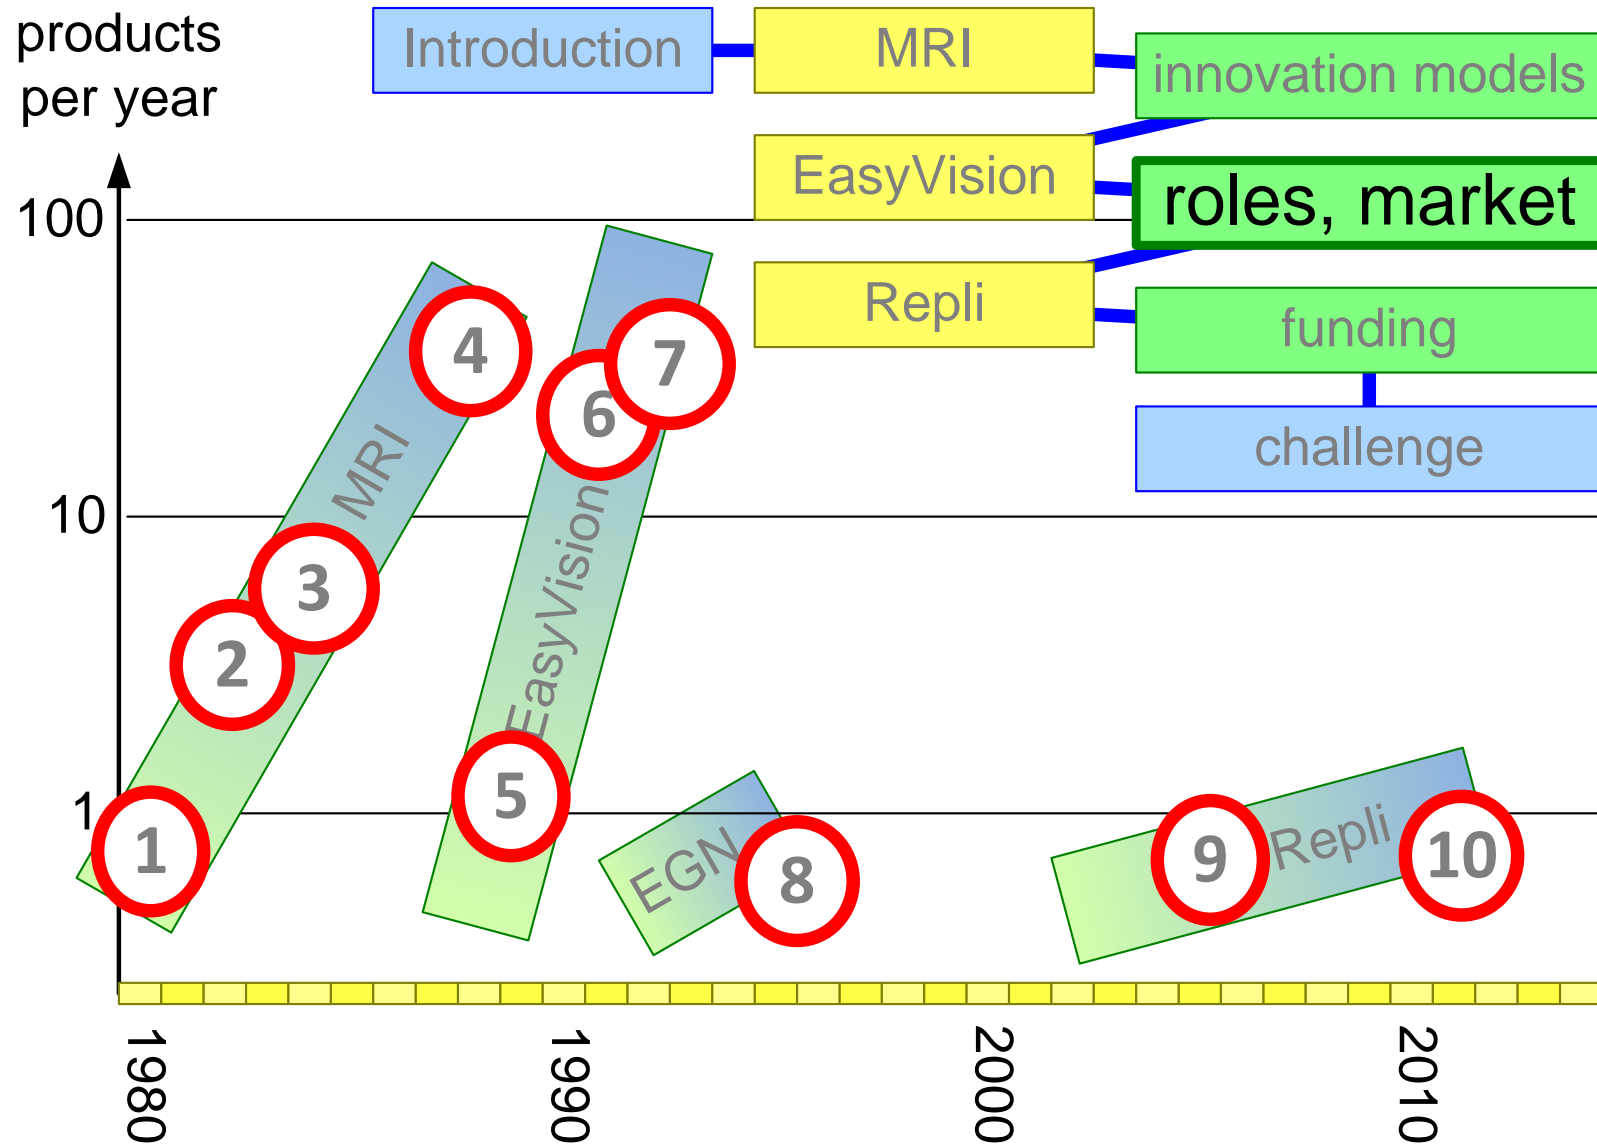 products
per year
Introduction
MRI
innovation models
EasyVision
roles, market
Repli
funding
challenge
100
10
1
4
7
6
MRI
3
2
EasyVision
5
1
EGN
8
9
Repli
10
1980
1990
2000
2010